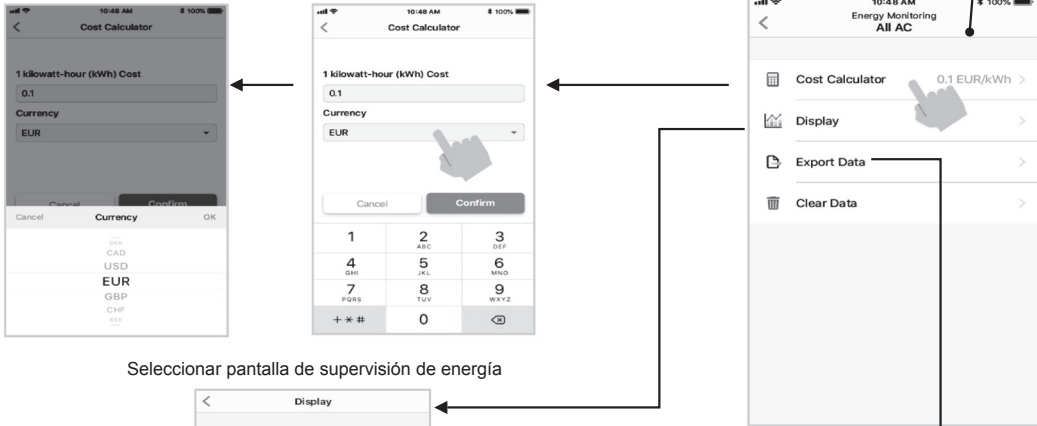 10:48 AM
100%
Cost Calculator
1 kilowatt-hour (kWh) Cost
0.1
Currency
EUR
Cancel
Confirm
Cancel
Currency
OK
DKK
CAD
USD
EUR
GBP
CHF
SEK
10:48 AM
100%
Cost Calculator
1 kilowatt-hour (kWh) Cost
0.1
Currency
EUR
Cancel
Confirm
1
2 ABC
3 DEF
4 GHI
5 JKL
6 MNO
7 PQRS
8 TUV
9 WXYZ
+ * #
0
10:48 AM
100%
Energy Monitoring
All AC
Cost Calculator 0.1 EUR/kWh >
Display >
Export Data >
Clear Data >
Seleccionar pantalla de supervisión de energía
Display